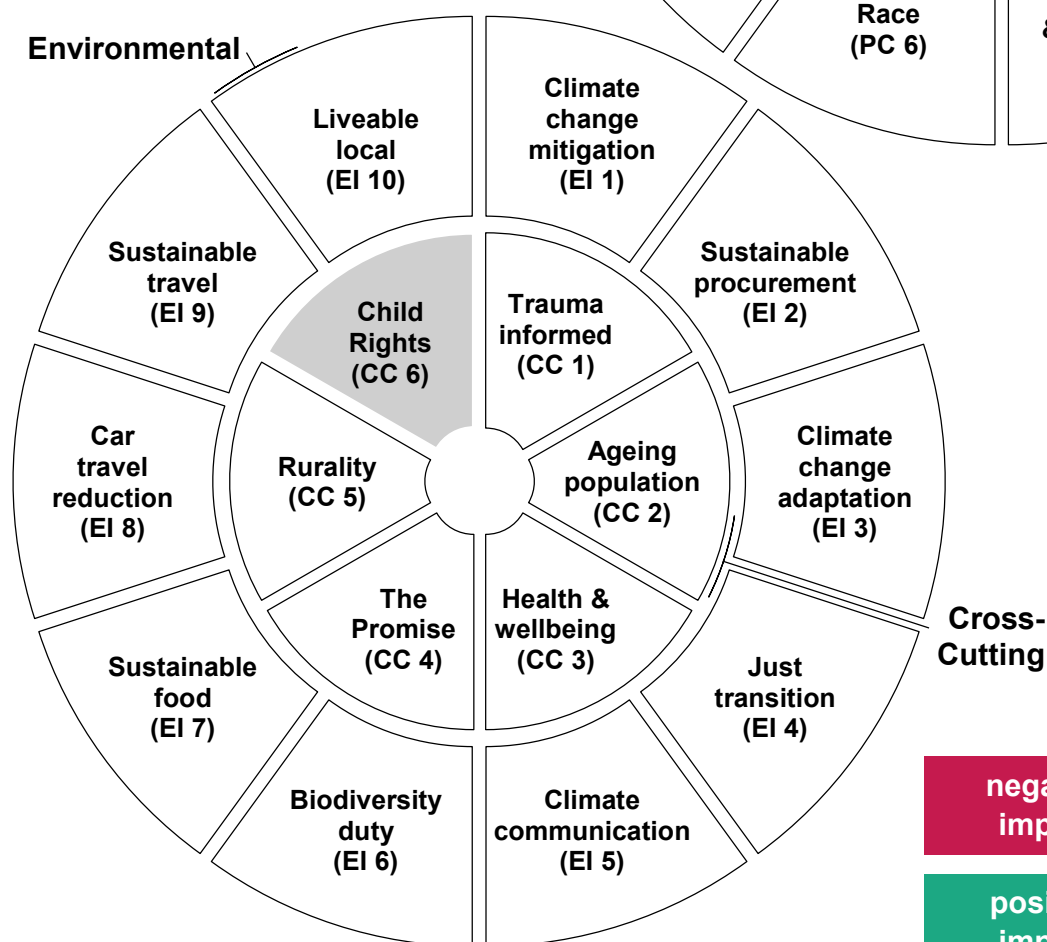 Race
(PC 6)
Environmental
Liveable
local
(EI 10)
Climate
change
mitigation
(EI 1)
Sustainable
procurement
(EI 2)
Climate
change
adaptation
(EI 3)
Just
transition
(EI 4)
Climate
communication
(EI 5)
Biodiversity
duty
(EI 6)
Sustainable
food
(EI 7)
Car
travel
reduction
(EI 8)
Sustainable
travel
(EI 9)
Child
Rights
(CC 6)
Trauma
informed
(CC 1)
Ageing
population
(CC 2)
Health &
wellbeing
(CC 3)
The
Promise
(CC 4)
Rurality
(CC 5)
Cross-
Cutting